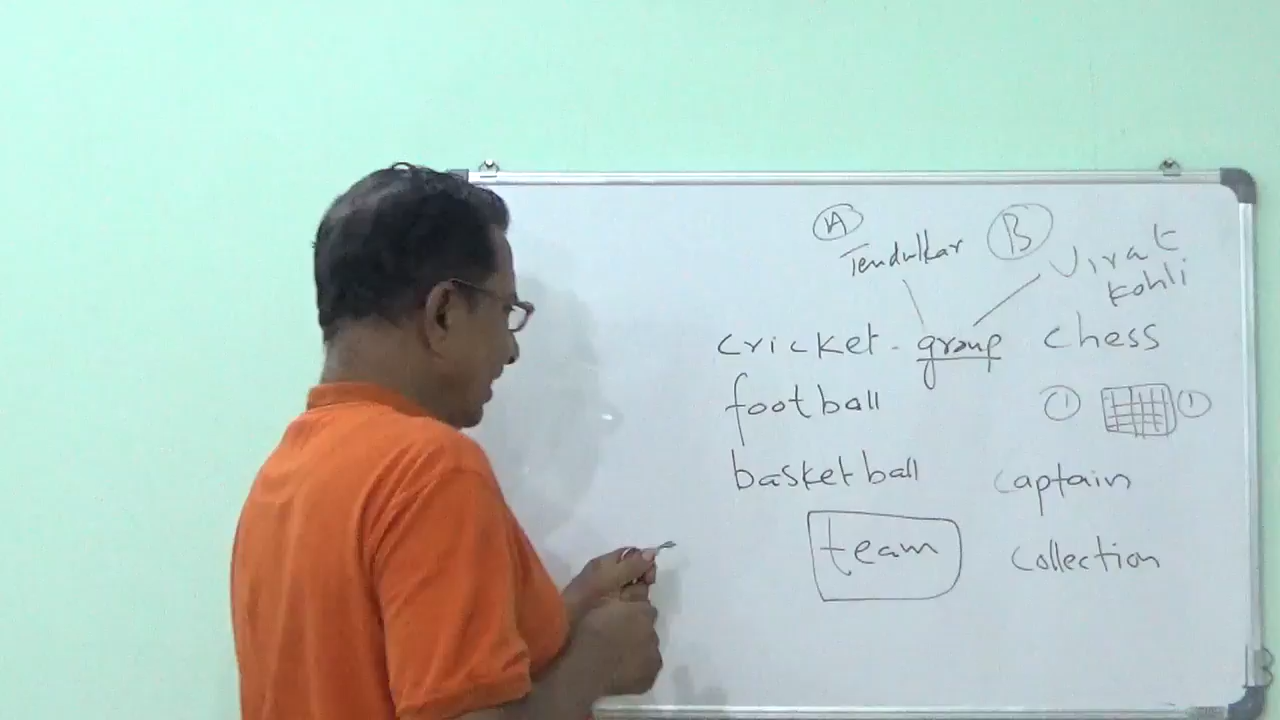 A B
Tendulkar Virat
kohli
cricket - group chess
football 1 1
basketball captain
team collection